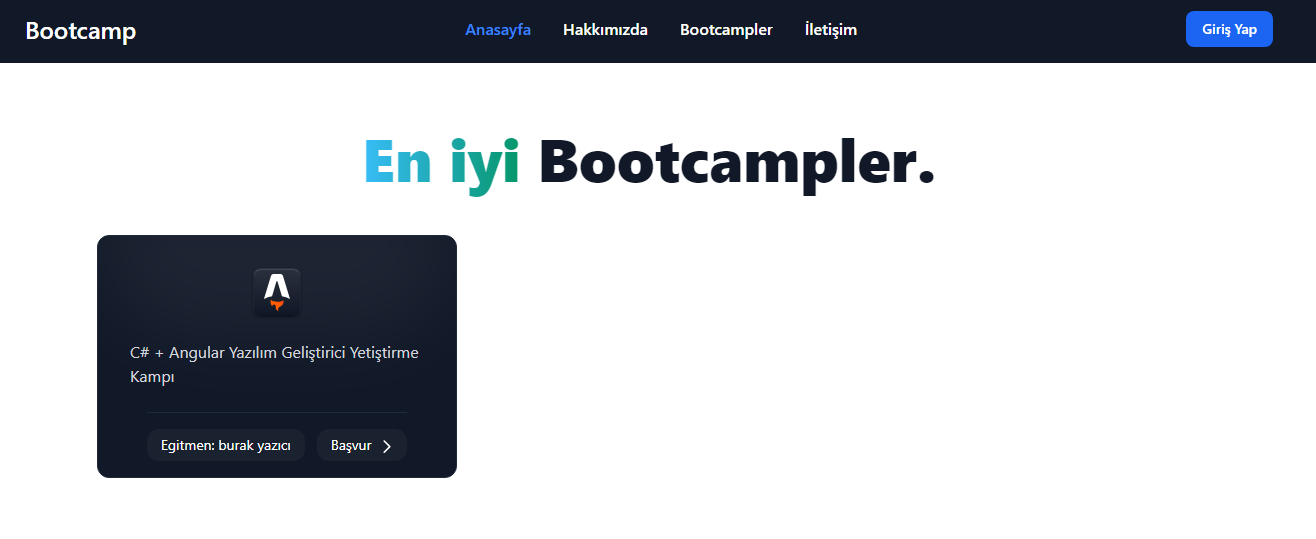 Bootcamp
Anasayfa Hakkımızda Bootcampler İletişim
Giriş Yap
En iyi Bootcampler.
C# + Angular Yazılım Geliştirici Yetiştirme
Kampı
Egitmen: burak yazıcı
Başvur